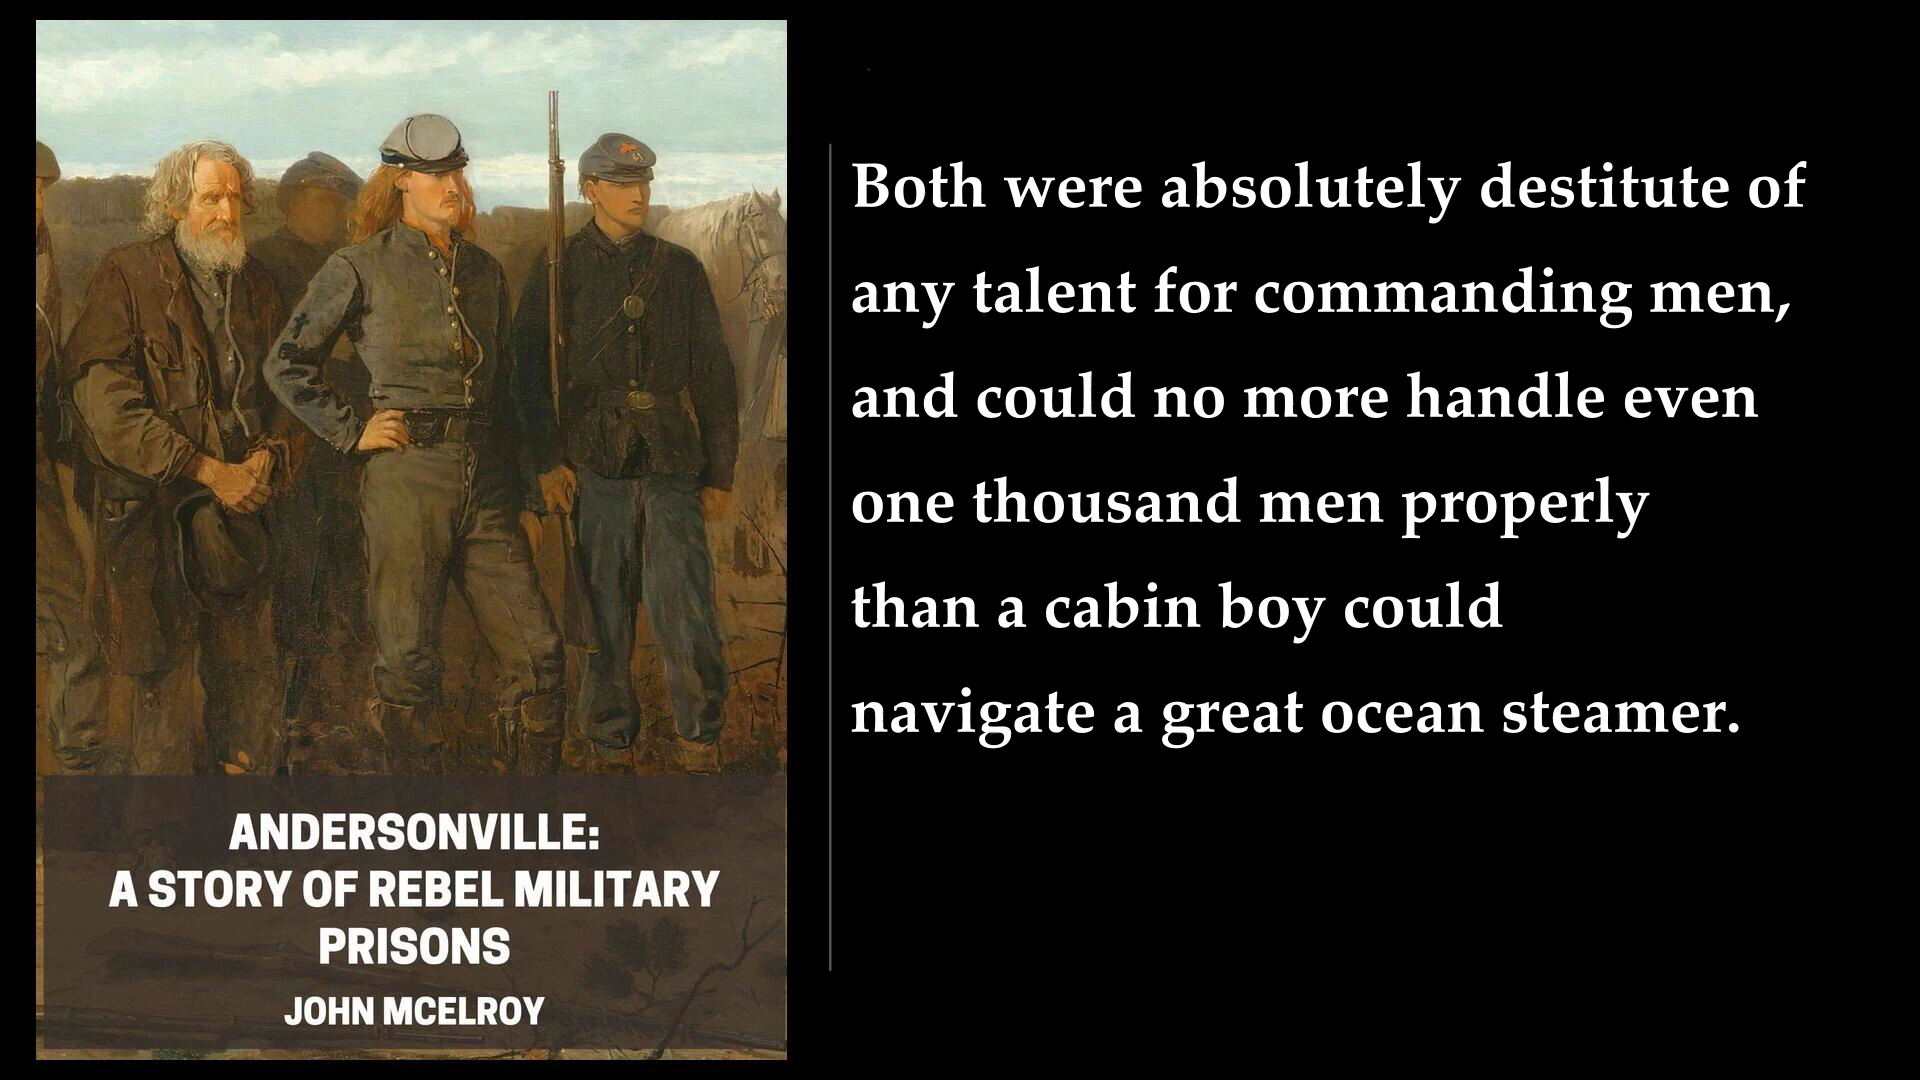 ANDERSONVILLE:
A STORY OF REBEL MILITARY
PRISONS
JOHN MCELROY
Both were absolutely destitute of
any talent for commanding men,
and could no more handle even
one thousand men properly
than a cabin boy could
navigate a great ocean steamer.